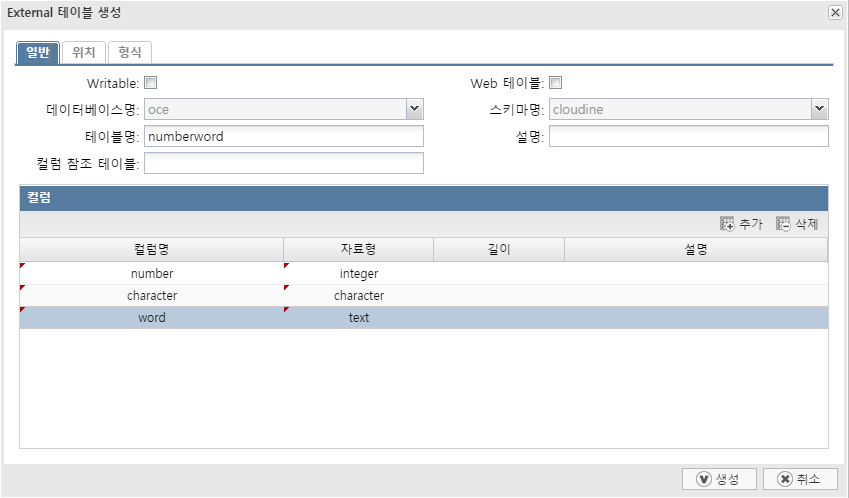 External 테이블 생성
일반 위치 형식
Writable: Web 테이블:
데이터베이스명: oce 스키마명: cloudine
테이블명: numberword 설명:
컬럼 참조 테이블:
컬럼
추가 삭제
컬럼명 자료형 길이 설명
number integer
character character
word text
생성 취소